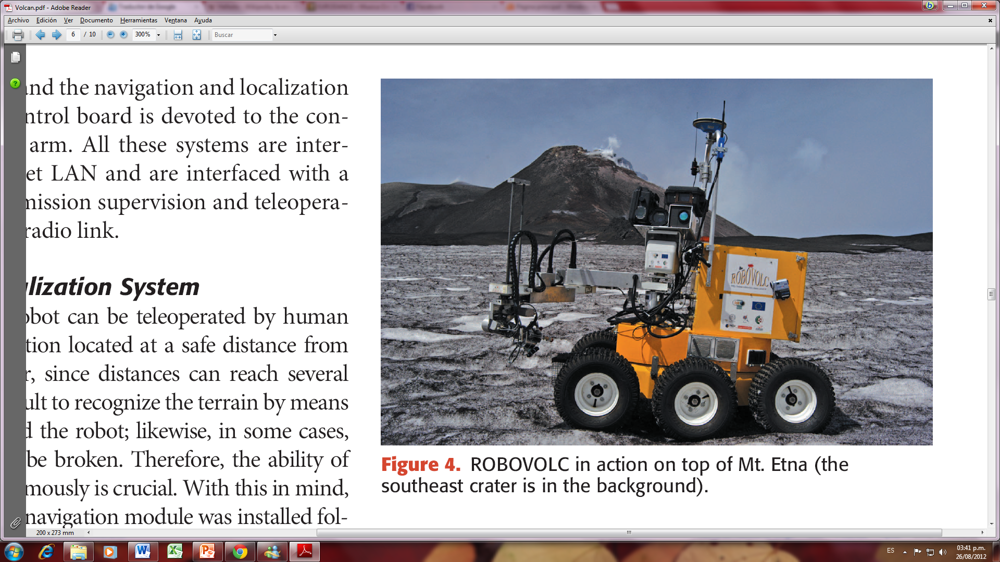 Volcan.pdf - Adobe Reader
Archivo Edición Ver Documento Herramientas Ventana Ayuda
6 / 10 300% Buscar
and the navigation and localization
ntrol board is devoted to the con-
arm. All these systems are inter-
et LAN and are interfaced with a
mission supervision and teleopera-
radio link.
lization System
obot can be teleoperated by human
tion located at a safe distance from
r, since distances can reach several
ult to recognize the terrain by means
d the robot; likewise, in some cases,
be broken. Therefore, the ability of
mously is crucial. With this in mind,
navigation module was installed fol-
ROBOVOLC
Figure 4. ROBOVOLC in action on top of Mt. Etna (the
southeast crater is in the background).
200 x 273 mm
ES
03:41 p.m.
26/08/2012